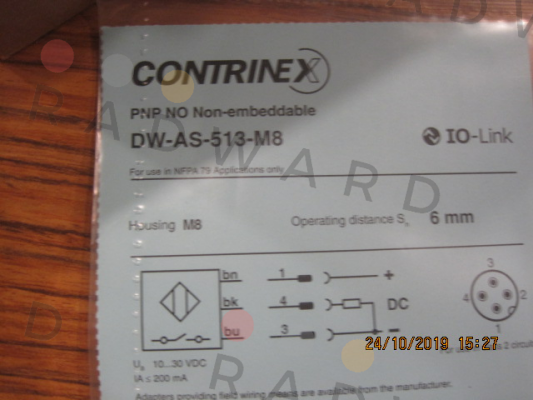 CONTRINEX
PNP NO Non-embeddable
DW-AS-513-M8
IO-Link
For use in NFPA 79 Applications only
RADWARD
Housing M8
Operating distance Sn 6 mm
bn 1 +
bk 4 DC
bu 3 −
3
4 2
1
24/10/2019 15:27
UB 10...30 VDC
IA ≤ 200 mA
Adapters providing field wiring means are available from the manufacturer.